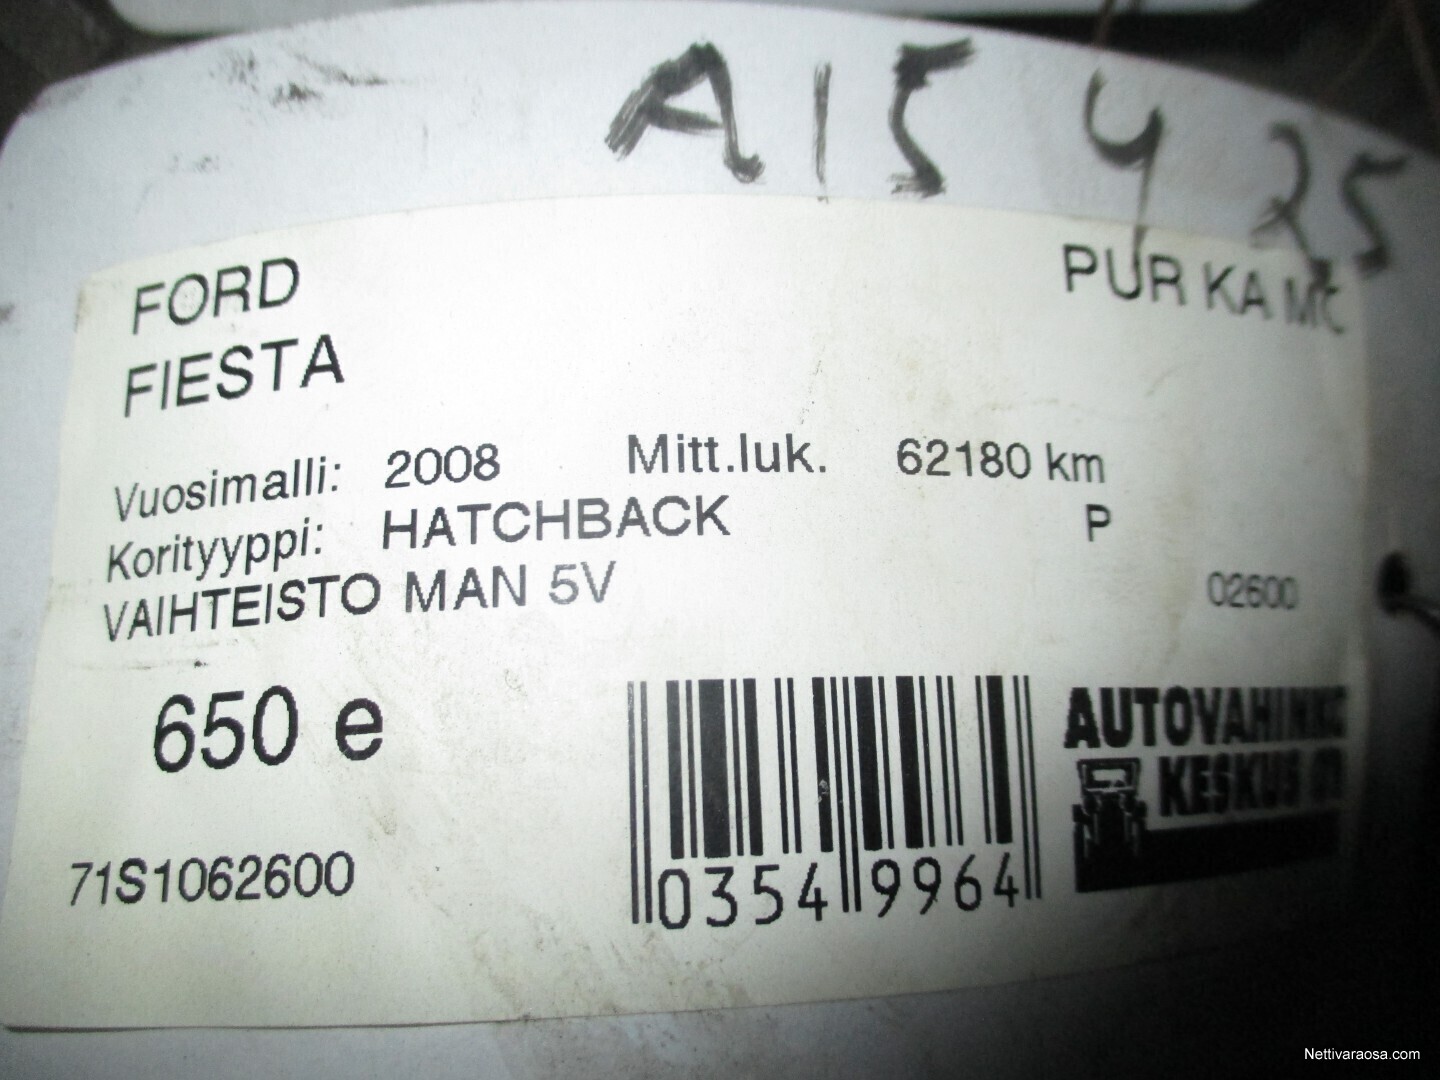 A15 4 25
FORD
PUR KA MC
FIESTA
Vuosimalli: 2008 Mitt.luk. 62180 km
Korityyppi: HATCHBACK P
VAIHTEISTO MAN 5V
02600
650 e
AUTOVAHINKO
KESKUS
71S1062600
0354 9964
Nettivaraosa.com